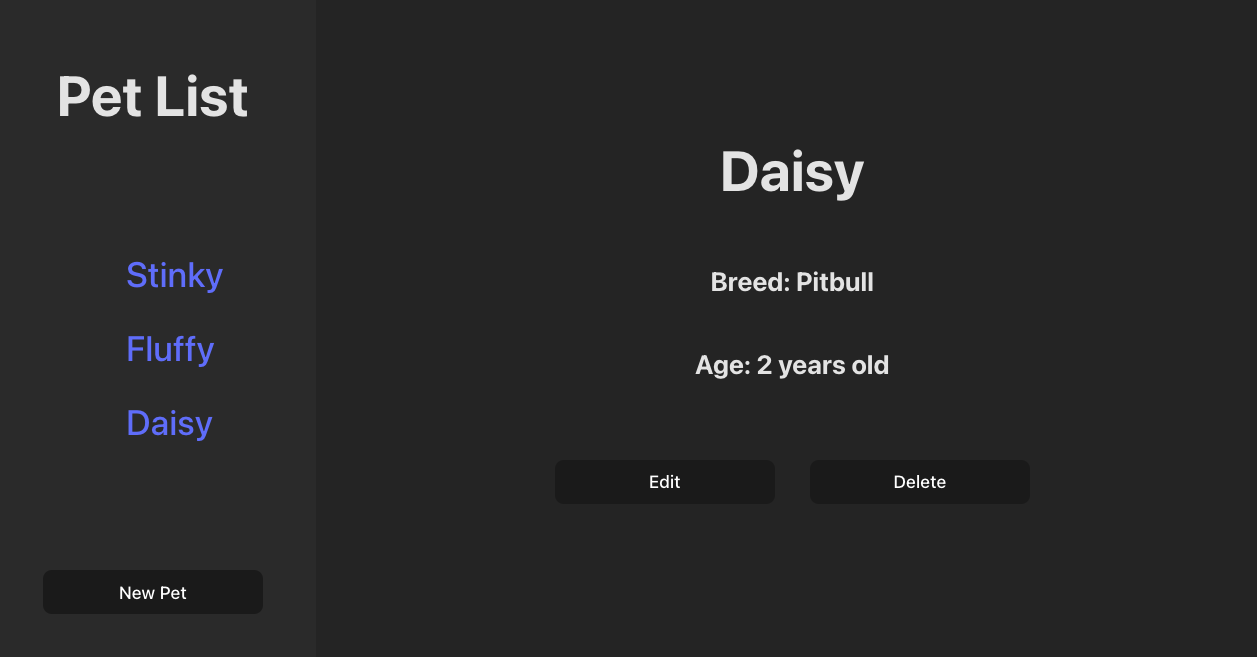 Pet List
Stinky
Fluffy
Daisy
New Pet
Daisy
Breed: Pitbull
Age: 2 years old
Edit
Delete